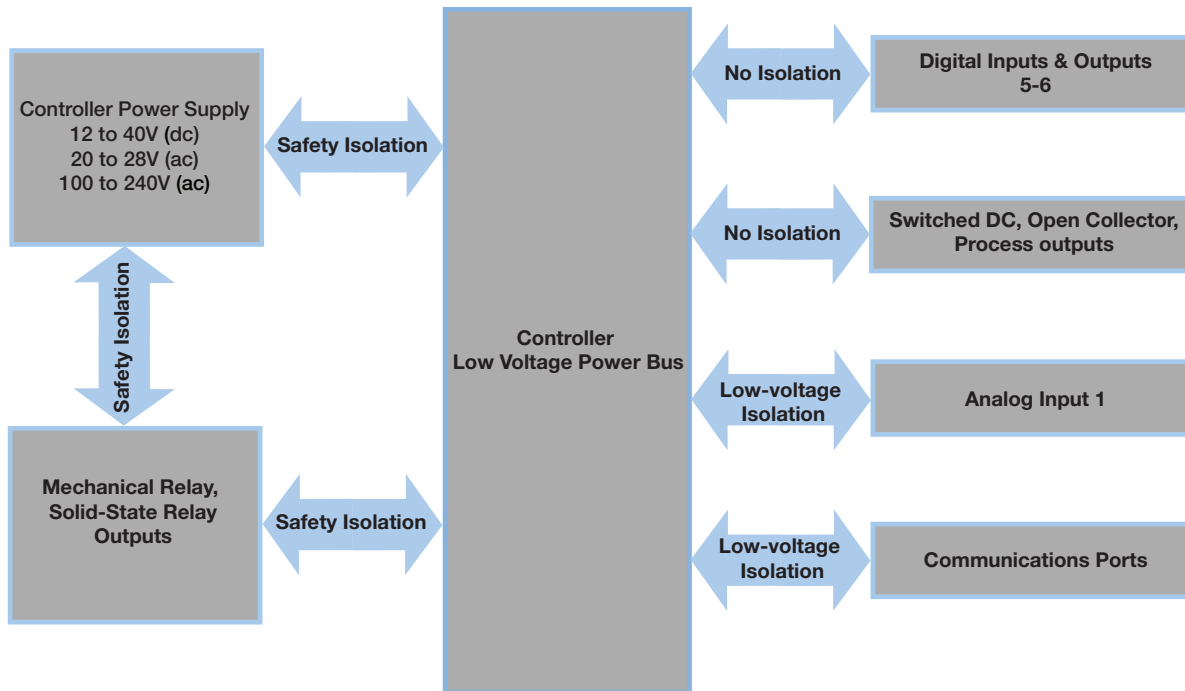 Controller Power Supply
12 to 40V (dc)
20 to 28V (ac)
100 to 240V (ac)
Safety Isolation
Safety Isolation
Mechanical Relay,
Solid-State Relay
Outputs
Safety Isolation
Controller
Low Voltage Power Bus
No Isolation
Digital Inputs & Outputs
5-6
No Isolation
Switched DC, Open Collector,
Process outputs
Low-voltage
Isolation
Analog Input 1
Low-voltage
Isolation
Communications Ports